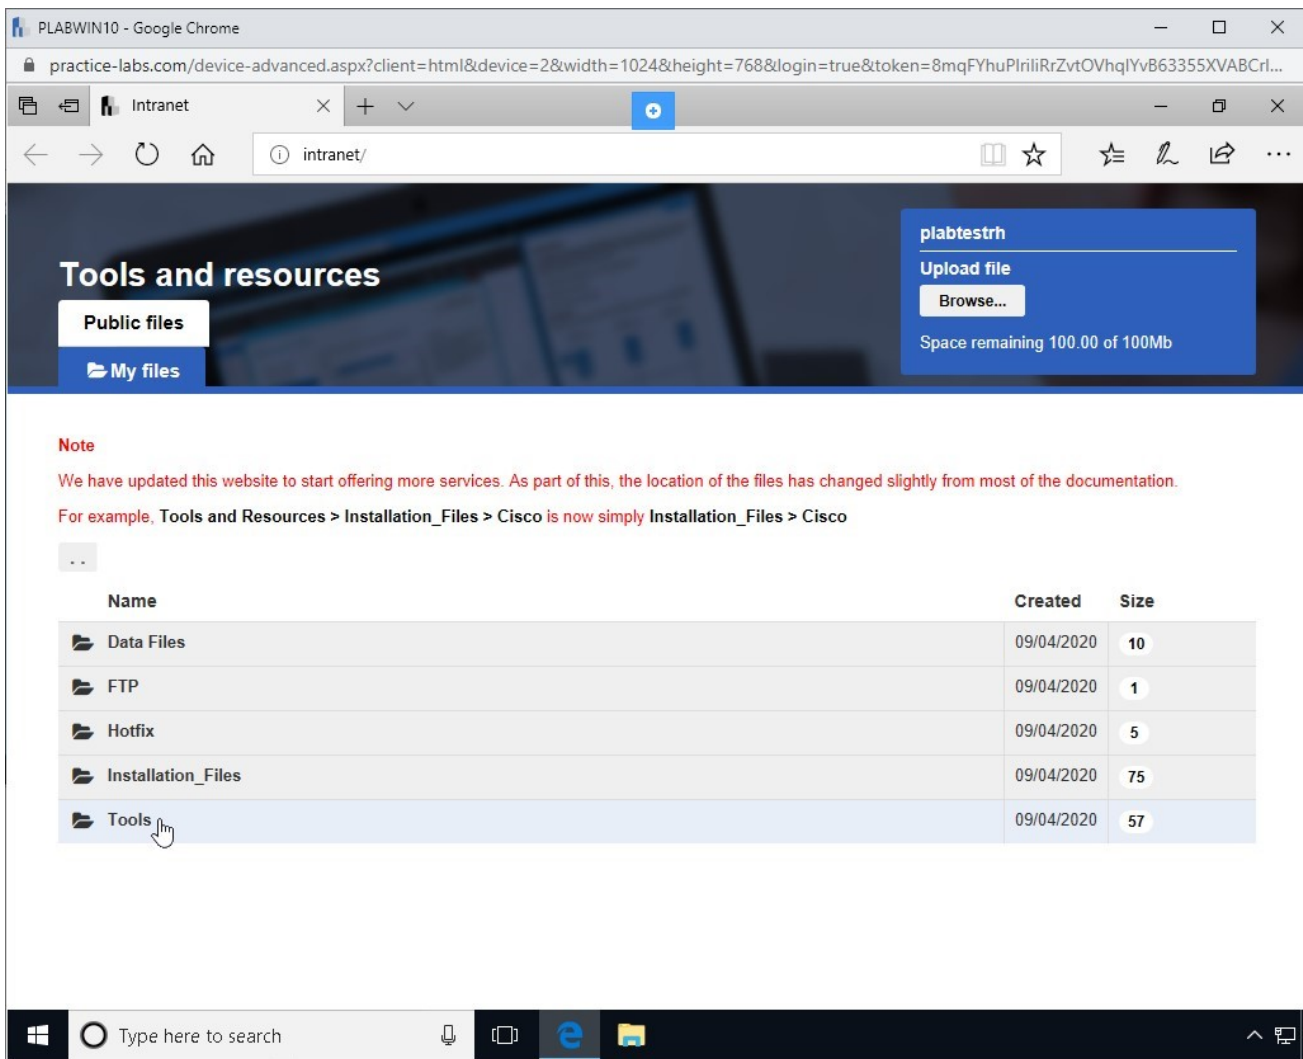 PLABWIN10 - Google Chrome
practice-labs.com/device-advanced.aspx?client=html&device=2&width=1024&height=768&login=true&token=8mqFYhuPIriliRrZvtOVhqIYvB63355XVABCrl...
Intranet
intranet/
plabtestrh
Upload file
Browse...
Space remaining 100.00 of 100Mb
Tools and resources
Public files
My files
Note
We have updated this website to start offering more services. As part of this, the location of the files has changed slightly from most of the documentation.
For example, Tools and Resources > Installation_Files > Cisco is now simply Installation_Files > Cisco
. .
Name Created Size
Data Files 09/04/2020 10
FTP 09/04/2020 1
Hotfix 09/04/2020 5
Installation_Files 09/04/2020 75
Tools 09/04/2020 57
Type here to search